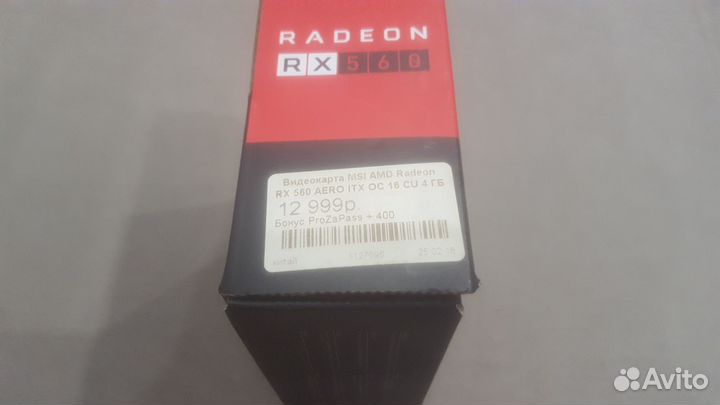 RADEON
RX 560
Видеокарта MSI AMD Radeon
RX 560 AERO ITX OC 16 CU 4 ГБ
12 999р.
Бонус ProZaPass + 400
китай 1127596 25.02.18
Avito